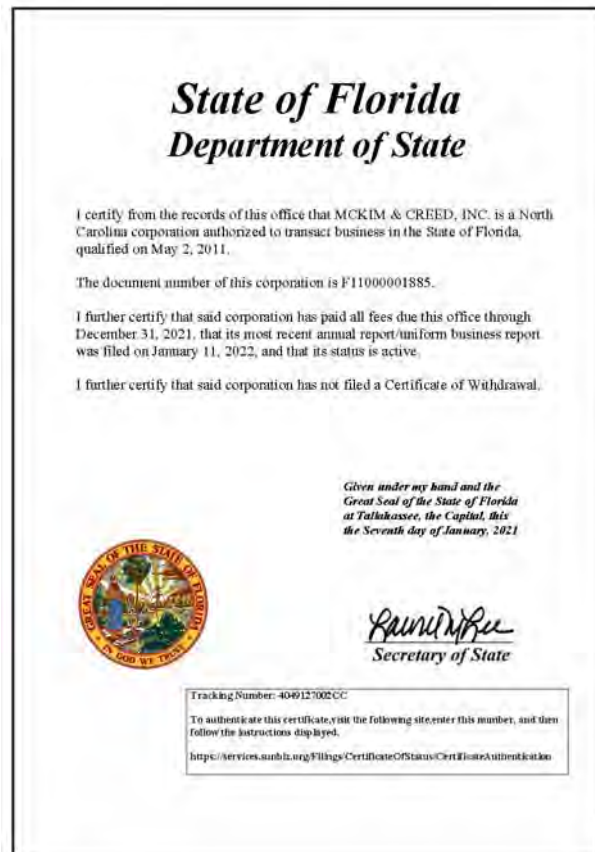 State of Florida
Department of State
I certify from the records of this office that MCKIM & CREED, INC. is a North
Carolina corporation authorized to transact business in the State of Florida,
qualified on May 2, 2011.
The document number of this corporation is F11000001885.
I further certify that said corporation has paid all fees due this office through
December 31, 2021, that its most recent annual report/uniform business report
was filed on January 11, 2022, and that its status is active.
I further certify that said corporation has not filed a Certificate of Withdrawal.
Given under my hand and the
Great Seal of the State of Florida
at Tallahassee, the Capital, this
the Seventh day of January, 2021
GREAT SEAL OF THE STATE OF FLORIDA
IN GOD WE TRUST
Secretary of State
Tracking Number: 4049127002CC
To authenticate this certificate,visit the following site,enter this number, and then
follow the instructions displayed.
https://services.sunbiz.org/Filings/CertificateOfStatus/CertificateAuthentication